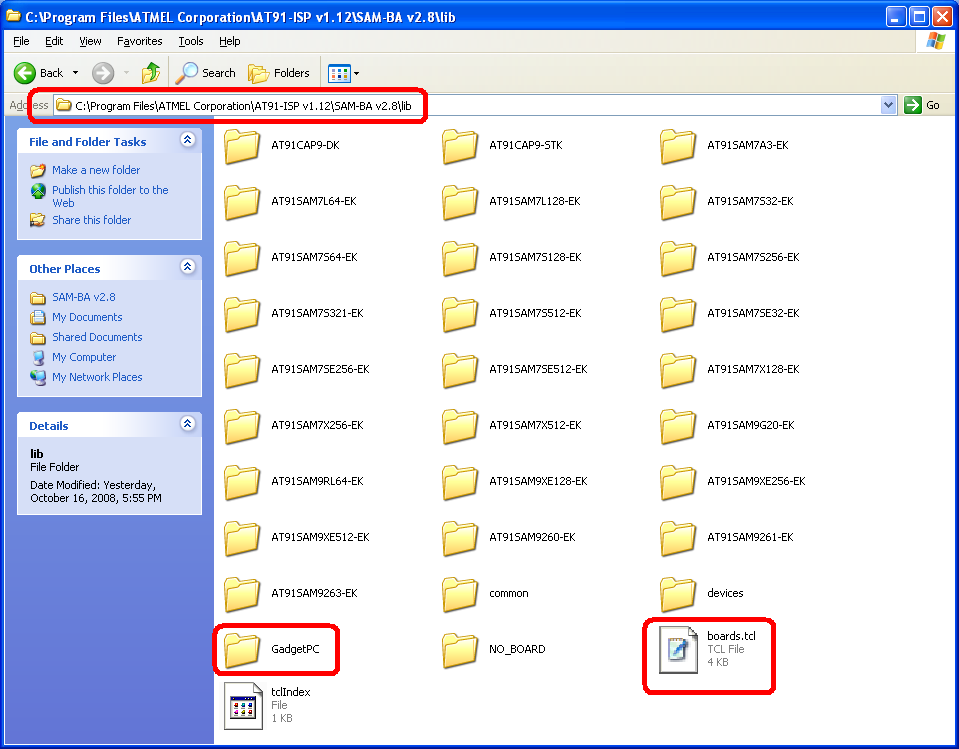 C:\Program Files\ATMEL Corporation\AT91-ISP v1.12\SAM-BA v2.8\lib
File Edit View Favorites Tools Help
Back Search Folders
Address C:\Program Files\ATMEL Corporation\AT91-ISP v1.12\SAM-BA v2.8\lib Go
File and Folder Tasks
Make a new folder
Publish this folder to the
Web
Share this folder
Other Places
SAM-BA v2.8
My Documents
Shared Documents
My Computer
My Network Places
Details
lib
File Folder
Date Modified: Yesterday,
October 16, 2008, 5:55 PM
AT91CAP9-DK AT91CAP9-STK AT91SAM7A3-EK
AT91SAM7L64-EK AT91SAM7L128-EK AT91SAM7S32-EK
AT91SAM7S64-EK AT91SAM7S128-EK AT91SAM7S256-EK
AT91SAM7S321-EK AT91SAM7S512-EK AT91SAM7SE32-EK
AT91SAM7SE256-EK AT91SAM7SE512-EK AT91SAM7X128-EK
AT91SAM7X256-EK AT91SAM7X512-EK AT91SAM9G20-EK
AT91SAM9RL64-EK AT91SAM9XE128-EK AT91SAM9XE256-EK
AT91SAM9XE512-EK AT91SAM9260-EK AT91SAM9261-EK
AT91SAM9263-EK common devices
GadgetPC NO_BOARD boards.tcl
TCL File
4 KB
tclIndex
File
1 KB